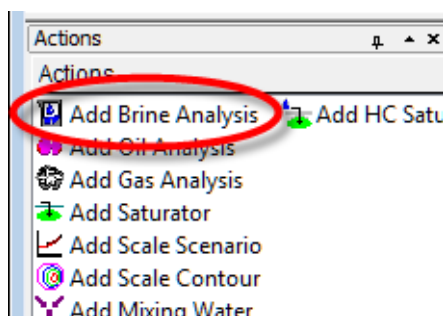 Actions
Actions
Add Brine Analysis Add HC Satu
Add Oil Analysis
Add Gas Analysis
Add Saturator
Add Scale Scenario
Add Scale Contour
Add Mixing Water